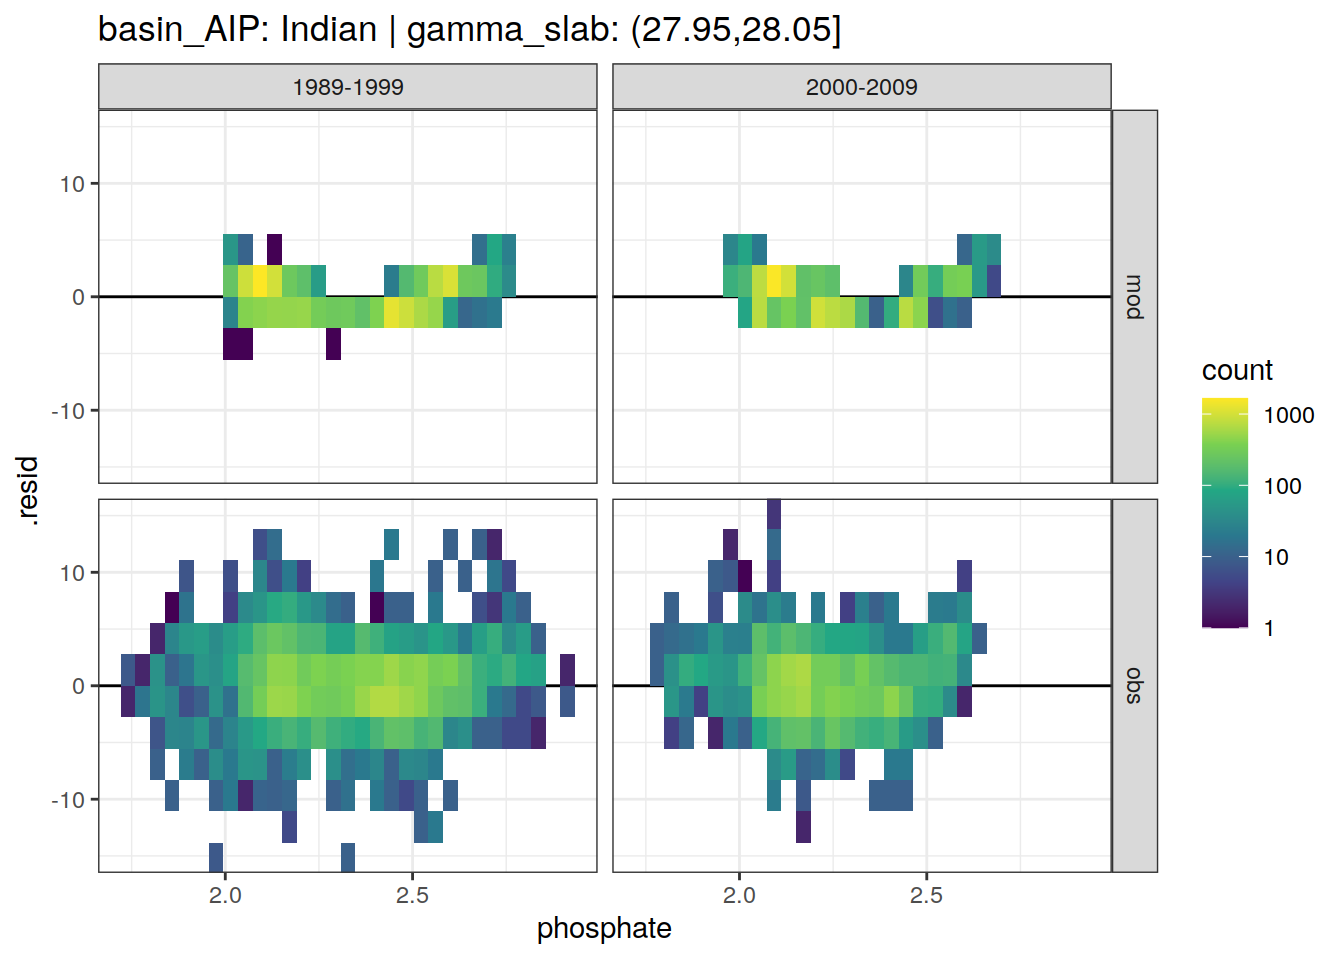 basin_AIP: Indian | gamma_slab: (27.95,28.05]
1989-1999
2000-2009
10
0
-10
mod
.resid
10
0
-10
obs
2.0
2.5
2.0
2.5
phosphate
count
1000
100
10
1